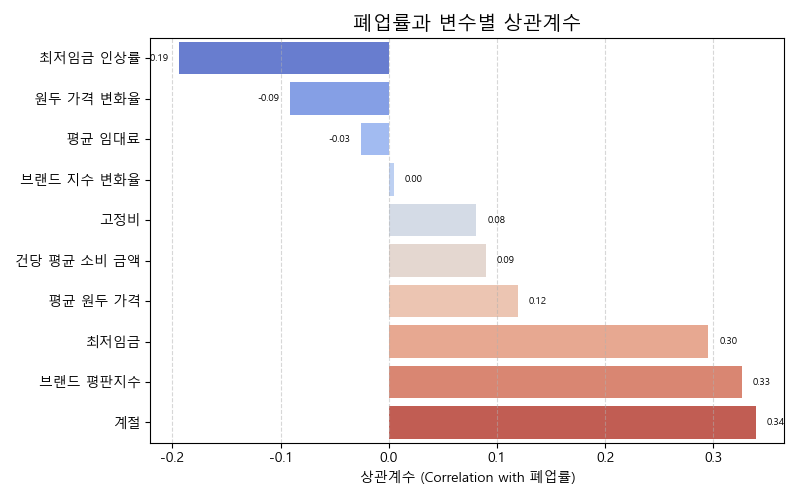 폐업률과 변수별 상관계수
최저임금 인상률 -0.19
원두 가격 변화율 -0.09
평균 임대료 -0.03
브랜드 지수 변화율 0.00
고정비 0.08
건당 평균 소비 금액 0.09
평균 원두 가격 0.12
최저임금 0.30
브랜드 평판지수 0.33
계절 0.34
-0.2 -0.1 0.0 0.1 0.2 0.3
상관계수 (Correlation with 폐업률)